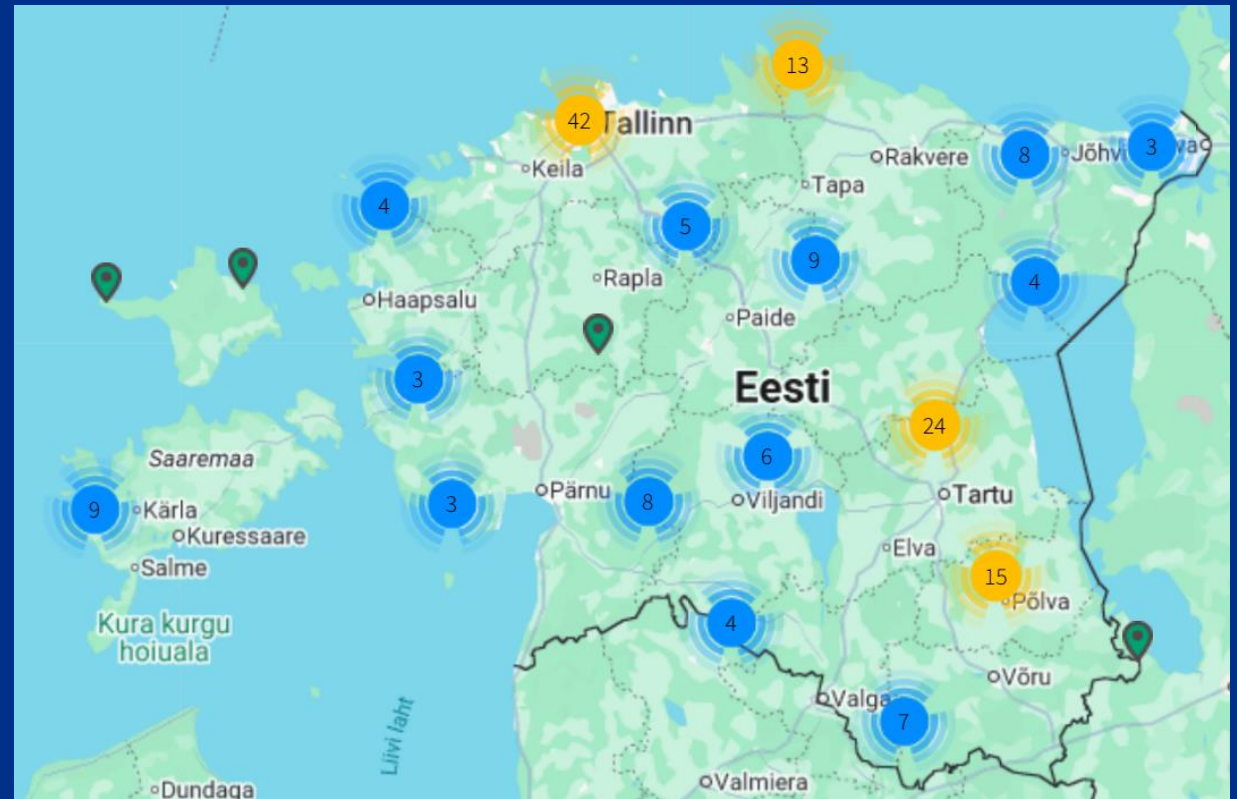 13
42
Tallinn
Rakvere
8
Jõhvi
3
va
Keila
Tapa
4
5
9
Rapla
4
Haapsalu
Paide
3
Eesti
24
6
Saaremaa
9
Kärla
3
Pärnu
8
Viljandi
Tartu
Kuressaare
Elva
Salme
15
Põlva
Kura kurgu
hoiuala
4
Võru
Valga
7
Liivi laht
Valmiera
Dundaga